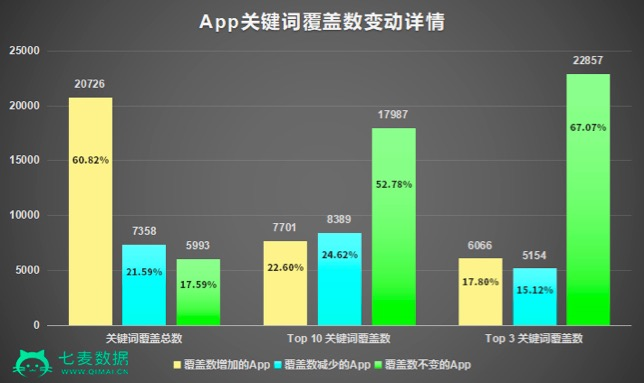 App关键词覆盖数变动详情
25000
20000
15000
10000
5000
0
20726
60.82%
7358
21.59%
5993
17.59%
7701
22.60%
8389
24.62%
17987
52.78%
6066
17.80%
5154
15.12%
22857
67.07%
关键词覆盖总数
Top 10 关键词覆盖数
Top 3 关键词覆盖数
覆盖数增加的App
覆盖数减少的App
覆盖数不变的App
七麦数据
WWW.QIMAI.CN